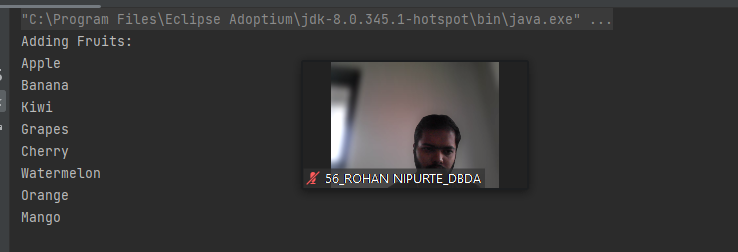 "C:\Program Files\Eclipse Adoptium\jdk-8.0.345.1-hotspot\bin\java.exe" ...
Adding Fruits:
Apple
Banana
Kiwi
Grapes
Cherry
Watermelon
Orange
Mango
56_ROHAN NIPURTE_DBDA